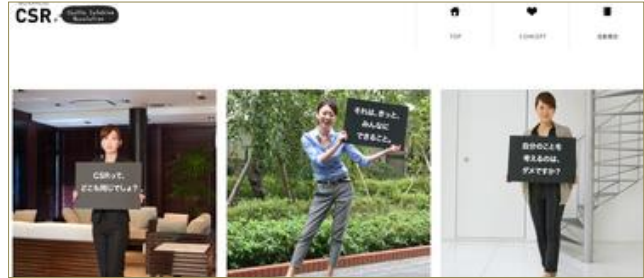 CSR
TOP
CONCEPT
CSRって、
どこも同じでしょ？
それは、きっと、
みんなに
できること。
自分のことを
考えるのは、
ダメですか？